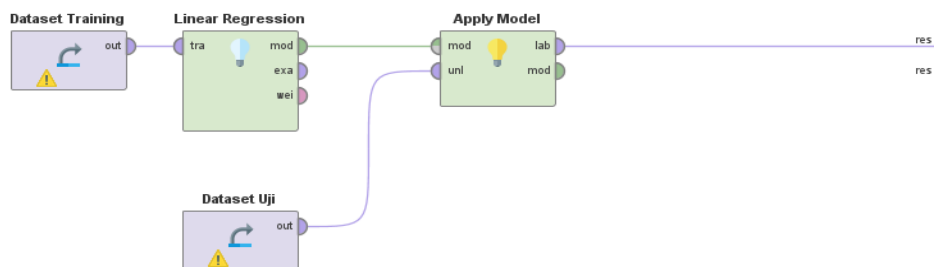 Dataset Training
Linear Regression
Apply Model
out
tra
mod
exa
wei
mod
lab
unl
mod
res
res
Dataset Uji
out